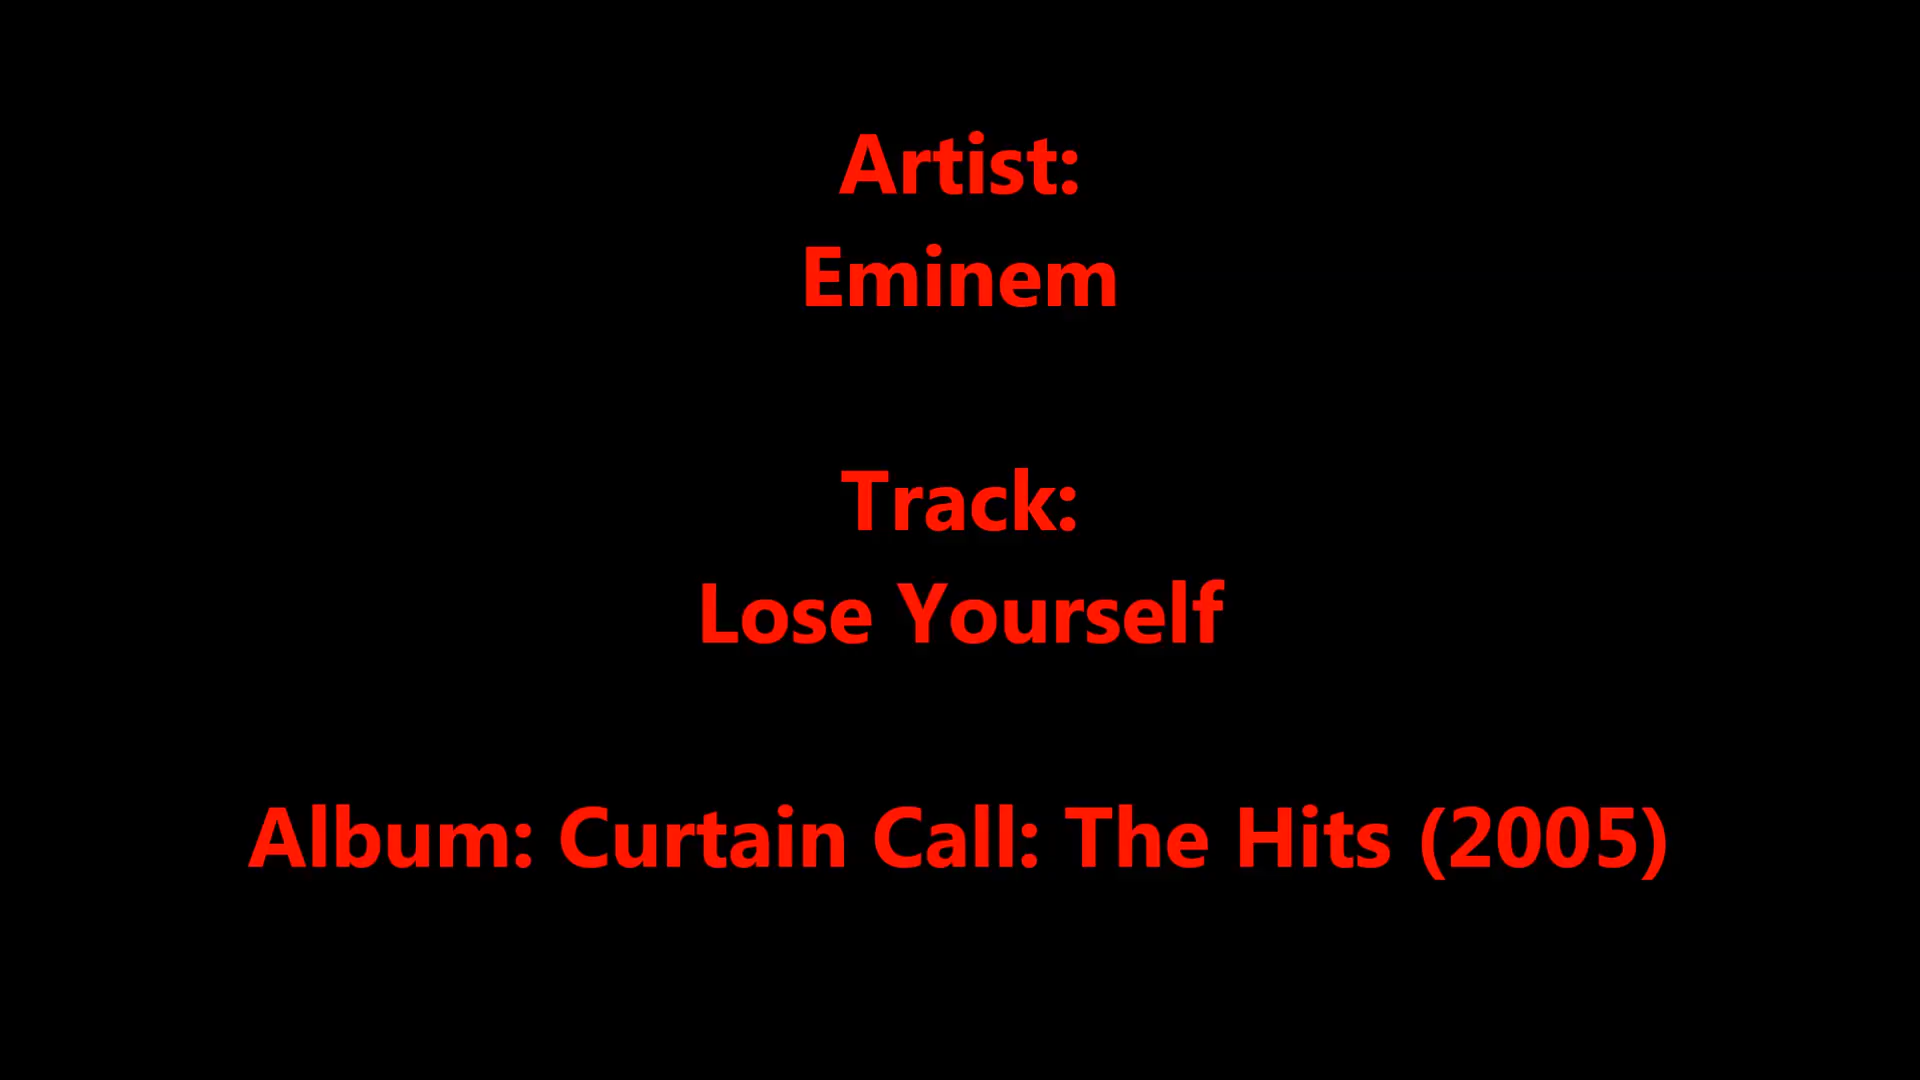 Artist:
Eminem
Track:
Lose Yourself
Album: Curtain Call: The Hits (2005)